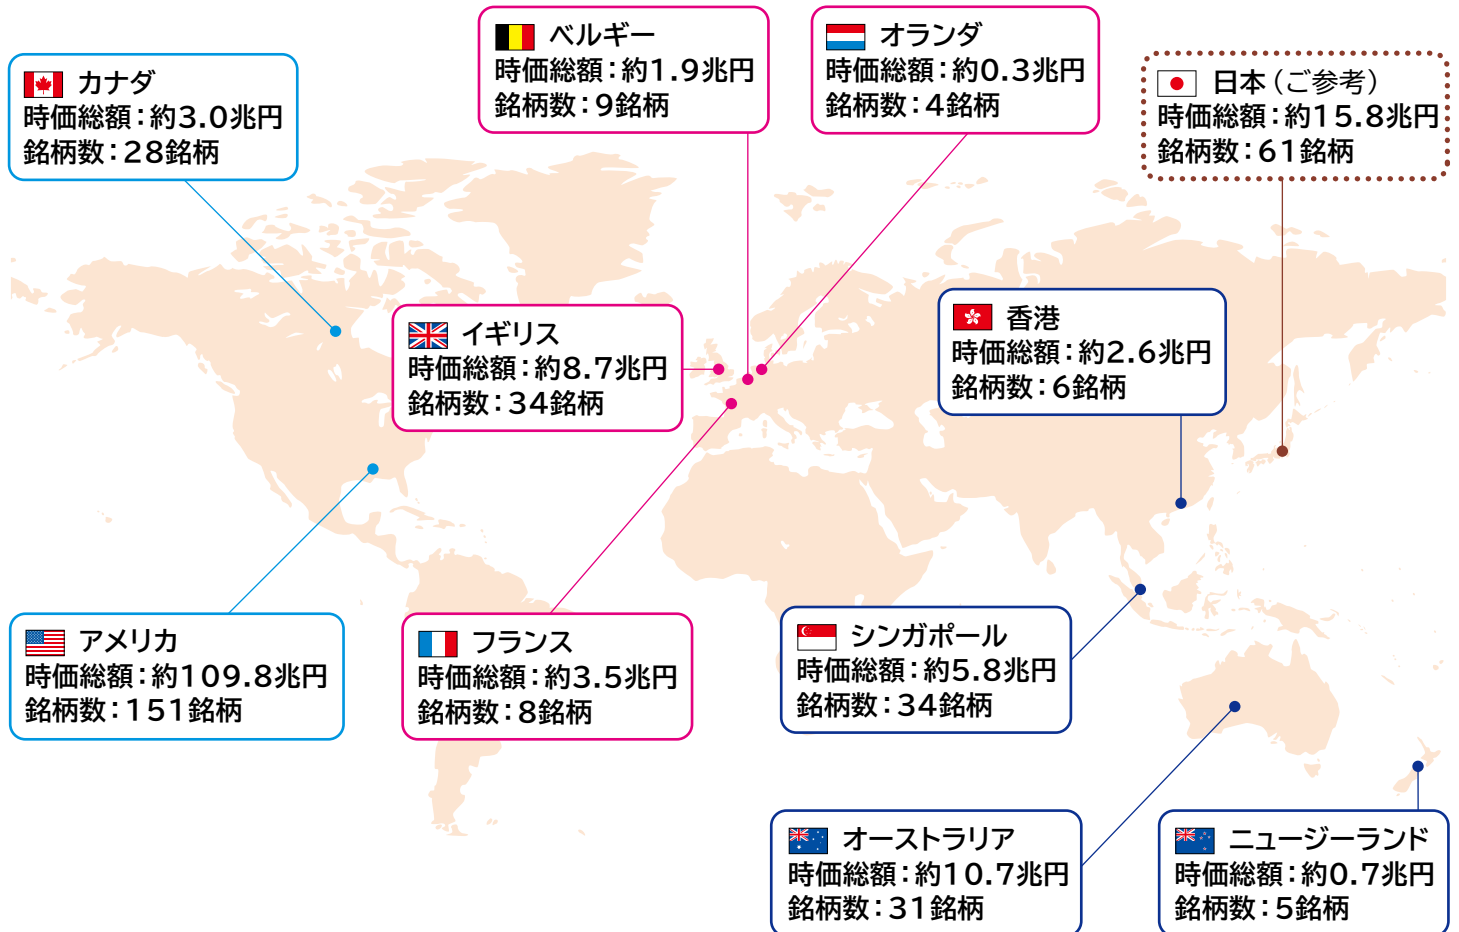 ベルギー
時価総額：約1.9兆円
銘柄数：9銘柄
オランダ
時価総額：約0.3兆円
銘柄数：4銘柄
カナダ
時価総額：約3.0兆円
銘柄数：28銘柄
日本（ご参考）
時価総額：約15.8兆円
銘柄数：61銘柄
イギリス
時価総額：約8.7兆円
銘柄数：34銘柄
香港
時価総額：約2.6兆円
銘柄数：6銘柄
アメリカ
時価総額：約109.8兆円
銘柄数：151銘柄
フランス
時価総額：約3.5兆円
銘柄数：8銘柄
シンガポール
時価総額：約5.8兆円
銘柄数：34銘柄
オーストラリア
時価総額：約10.7兆円
銘柄数：31銘柄
ニュージーランド
時価総額：約0.7兆円
銘柄数：5銘柄